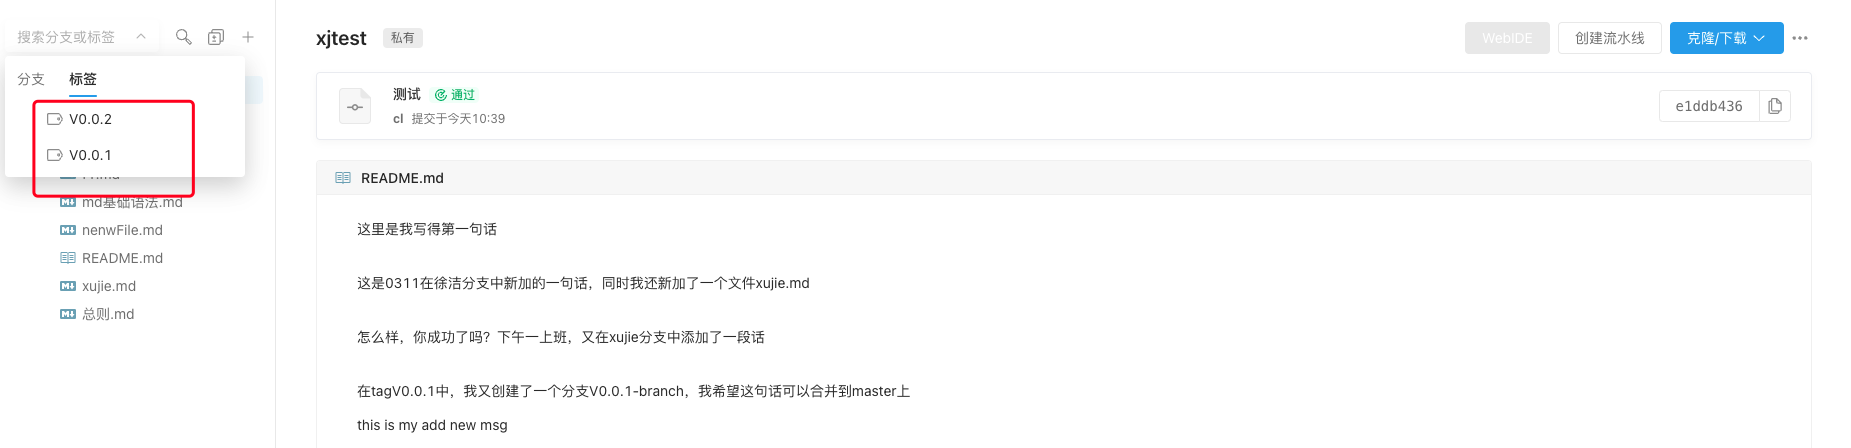 搜索分支或标签
分支 标签
V0.0.2
V0.0.1
md基础语法.md
nenwFile.md
README.md
xujie.md
总则.md
xjtest 私有
WebIDE 创建流水线 克隆/下载
测试 通过
cl 提交于今天10:39
e1ddb436
README.md
这里是我写得第一句话
这是0311在徐洁分支中新加的一句话，同时我还新加了一个文件xujie.md
怎么样，你成功了吗？下午一上班，又在xujie分支中添加了一段话
在tagV0.0.1中，我又创建了一个分支V0.0.1-branch，我希望这句话可以合并到master上
this is my add new msg